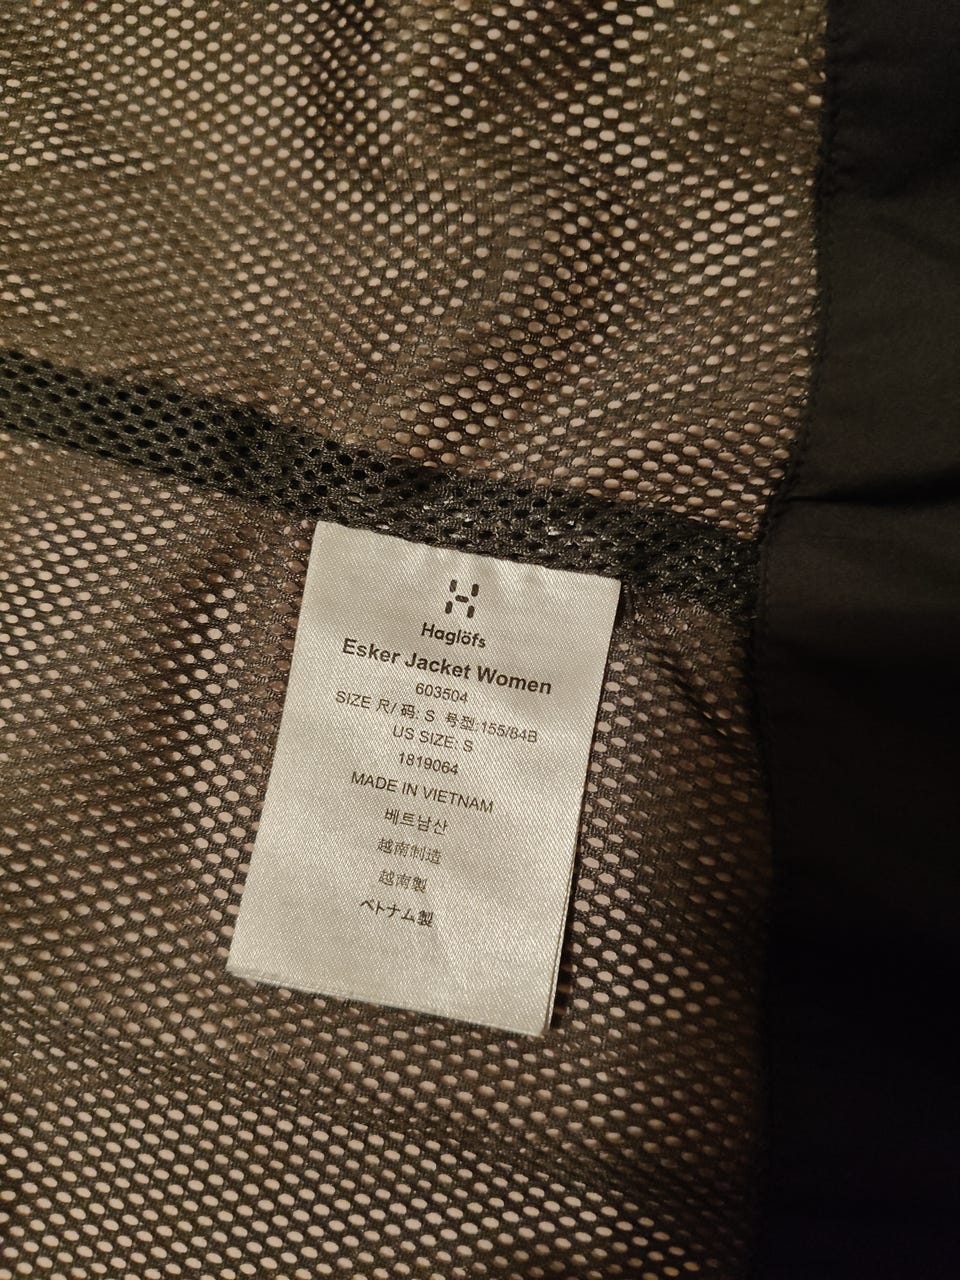 Haglöfs
Esker Jacket Women
603504
SIZE 尺/ 码: S 号型:155/84B
US SIZE: S
1819064
MADE IN VIETNAM
베트남산
越南制造
越南製
ベトナム製